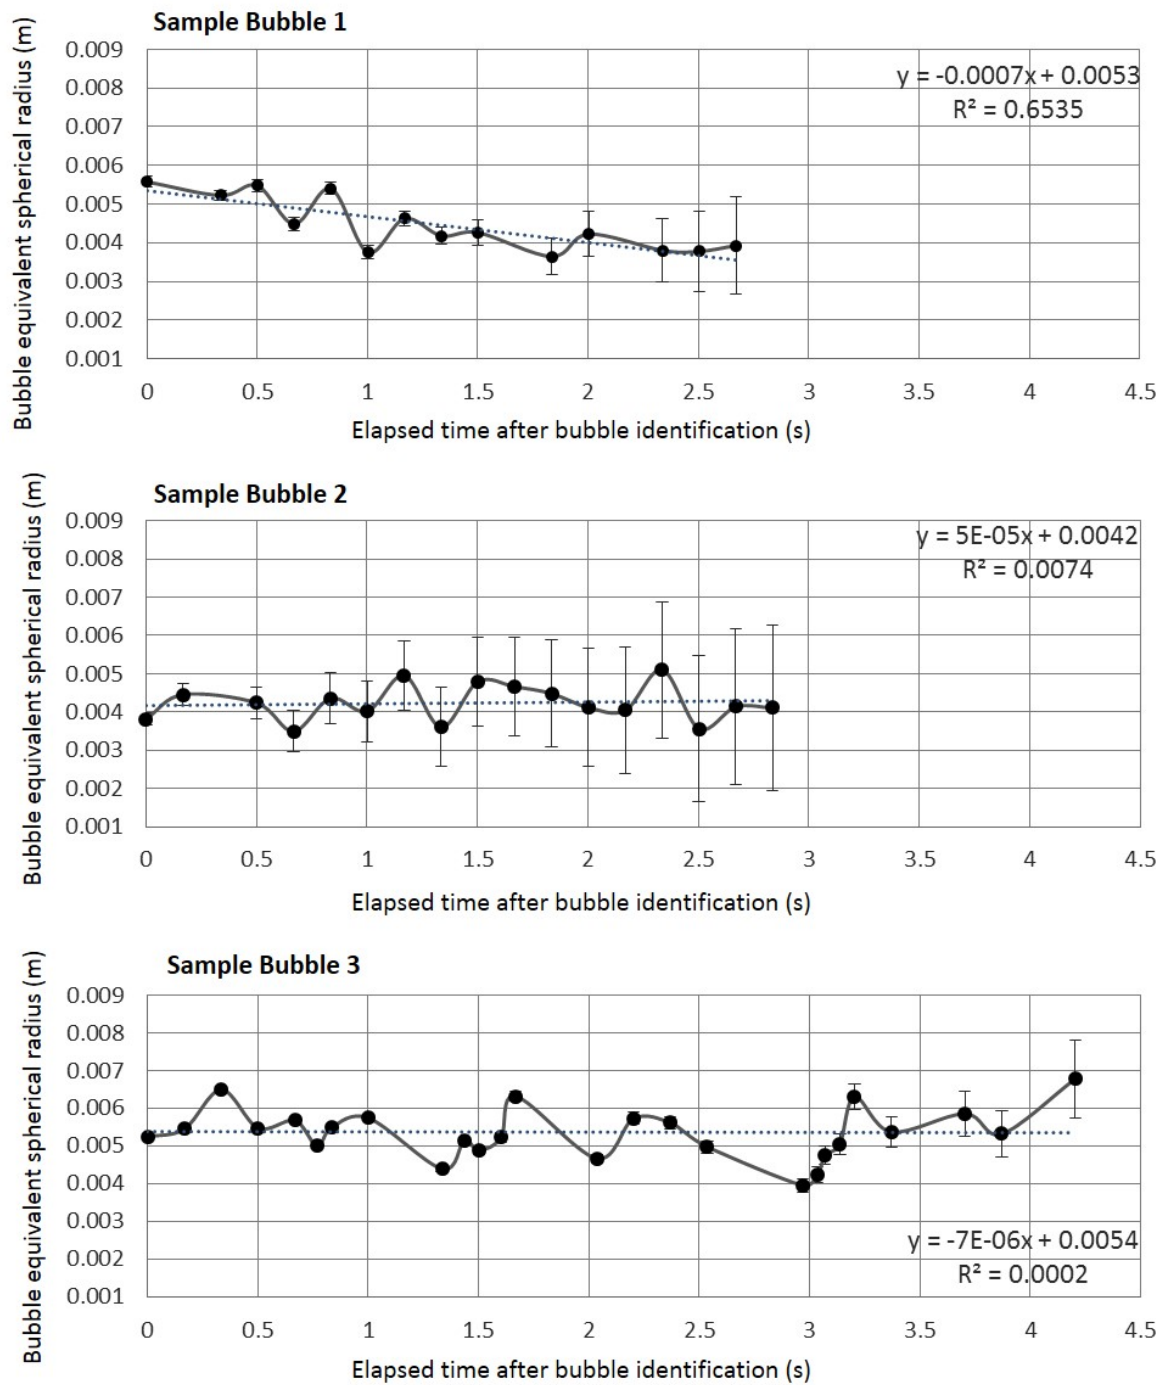 Sample Bubble 1
Bubble equivalent spherical radius (m)
0.009
0.008
0.007
0.006
0.005
0.004
0.003
0.002
0.001
y = -0.0007x + 0.0053
R² = 0.6535
0 0.5 1 1.5 2 2.5 3 3.5 4 4.5
Elapsed time after bubble identification (s)
Sample Bubble 2
Bubble equivalent spherical radius (m)
0.009
0.008
0.007
0.006
0.005
0.004
0.003
0.002
0.001
y = 5E-05x + 0.0042
R² = 0.0074
0 0.5 1 1.5 2 2.5 3 3.5 4 4.5
Elapsed time after bubble identification (s)
Sample Bubble 3
Bubble equivalent spherical radius (m)
0.009
0.008
0.007
0.006
0.005
0.004
0.003
0.002
0.001
y = -7E-06x + 0.0054
R² = 0.0002
0 0.5 1 1.5 2 2.5 3 3.5 4 4.5
Elapsed time after bubble identification (s)